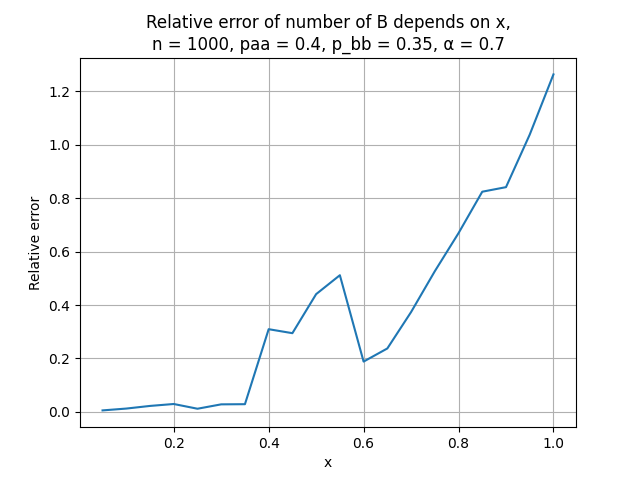 Relative error of number of B depends on x,
n = 1000, paa = 0.4, p_bb = 0.35, α = 0.7
1.2
1.0
0.8
0.6
0.4
0.2
0.0
Relative error
0.2 0.4 0.6 0.8 1.0
x